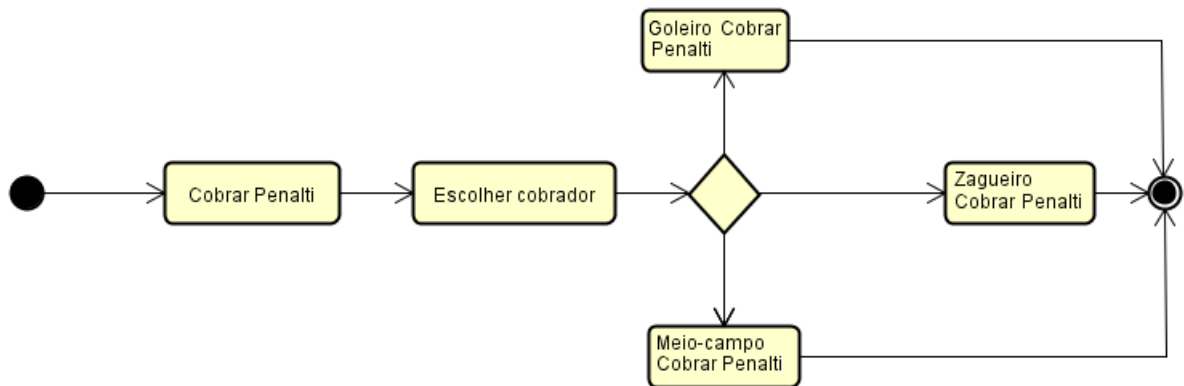 Goleiro Cobrar
Penalti
Cobrar Penalti
Escolher cobrador
Zagueiro
Cobrar Penalti
Meio-campo
Cobrar Penalti